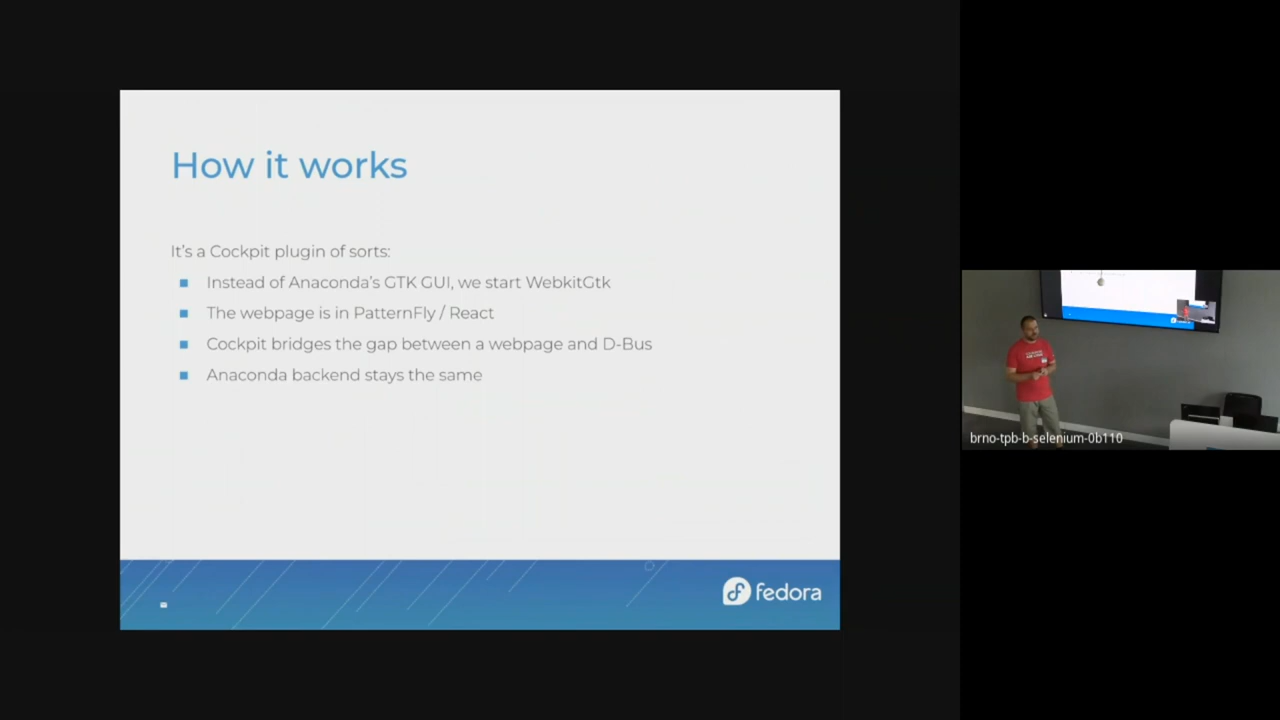 How it works
It's a Cockpit plugin of sorts:
Instead of Anaconda's GTK GUI, we start WebkitGtk
The webpage is in PatternFly / React
Cockpit bridges the gap between a webpage and D-Bus
Anaconda backend stays the same
fedora
brno-tpb-b-selenium-0b110